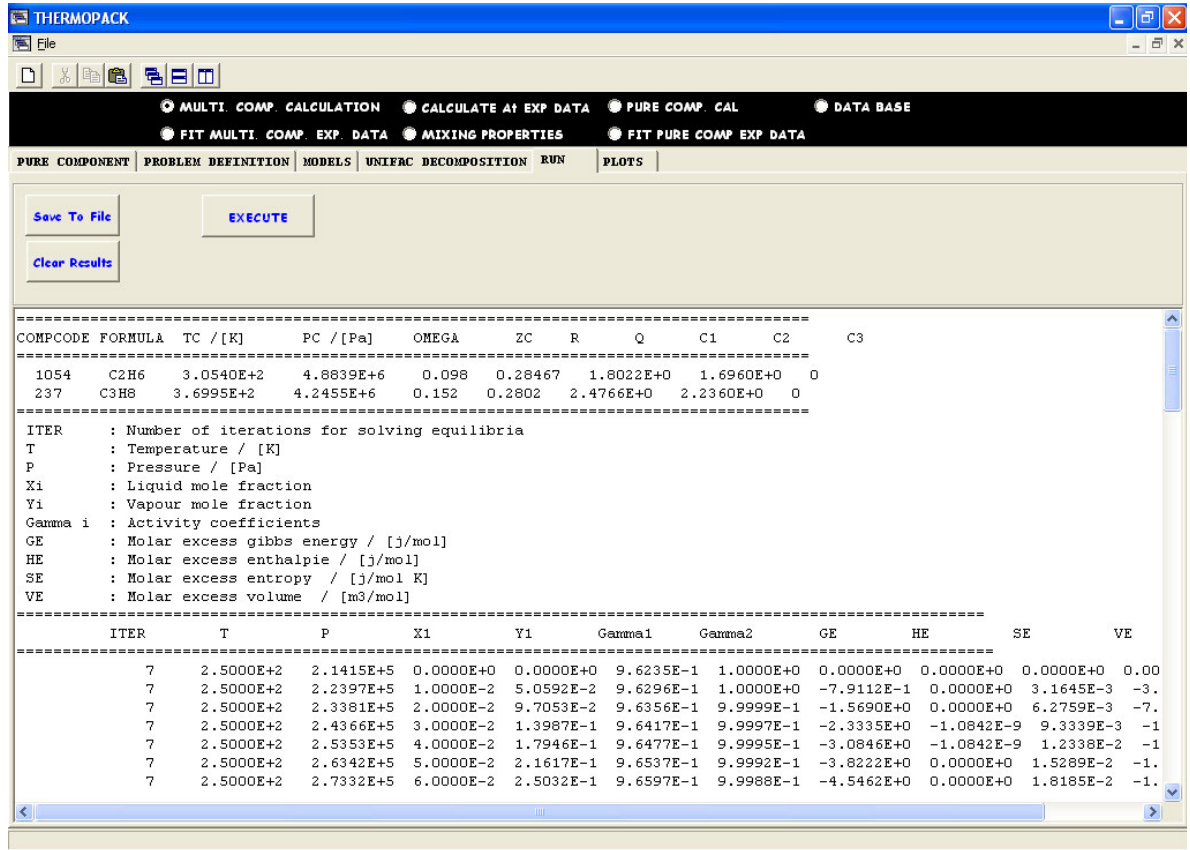 THERMOPACK
File
MULTI. COMP. CALCULATION CALCULATE At EXP DATA PURE COMP. CAL DATA BASE
FIT MULTI. COMP. EXP. DATA MIXING PROPERTIES FIT PURE COMP EXP DATA
PURE COMPONENT PROBLEM DEFINITION MODELS UNIFAC DECOMPOSITION RUN PLOTS
Save To File EXECUTE
Clear Results
COMPCODE FORMULA TC /[K] PC /[Pa] OMEGA ZC R Q C1 C2 C3
1054 C2H6 3.0540E+2 4.8839E+6 0.098 0.28467 1.8022E+0 1.6960E+0 0
237 C3H8 3.6995E+2 4.2455E+6 0.152 0.2802 2.4766E+0 2.2360E+0 0
ITER : Number of iterations for solving equilibria
T : Temperature / [K]
P : Pressure / [Pa]
Xi : Liquid mole fraction
Yi : Vapour mole fraction
Gamma i : Activity coefficients
GE : Molar excess gibbs energy / [j/mol]
HE : Molar excess enthalpie / [j/mol]
SE : Molar excess entropy / [j/mol K]
VE : Molar excess volume / [m3/mol]
ITER T P X1 Y1 Gamma1 Gamma2 GE HE SE VE
7 2.5000E+2 2.1415E+5 0.0000E+0 0.0000E+0 9.6235E-1 1.0000E+0 0.0000E+0 0.0000E+0 0.0000E+0 0.00
7 2.5000E+2 2.2397E+5 1.0000E-2 5.0592E-2 9.6296E-1 1.0000E+0 -7.9112E-1 0.0000E+0 3.1645E-3 -3.
7 2.5000E+2 2.3381E+5 2.0000E-2 9.7053E-2 9.6356E-1 9.9999E-1 -1.5690E+0 0.0000E+0 6.2759E-3 -7.
7 2.5000E+2 2.4366E+5 3.0000E-2 1.3987E-1 9.6417E-1 9.9997E-1 -2.3335E+0 -1.0842E-9 9.3339E-3 -1
7 2.5000E+2 2.5353E+5 4.0000E-2 1.7946E-1 9.6477E-1 9.9995E-1 -3.0846E+0 -1.0842E-9 1.2338E-2 -1
7 2.5000E+2 2.6342E+5 5.0000E-2 2.1617E-1 9.6537E-1 9.9992E-1 -3.8222E+0 0.0000E+0 1.5289E-2 -1.
7 2.5000E+2 2.7332E+5 6.0000E-2 2.5032E-1 9.6597E-1 9.9988E-1 -4.5462E+0 0.0000E+0 1.8185E-2 -1.